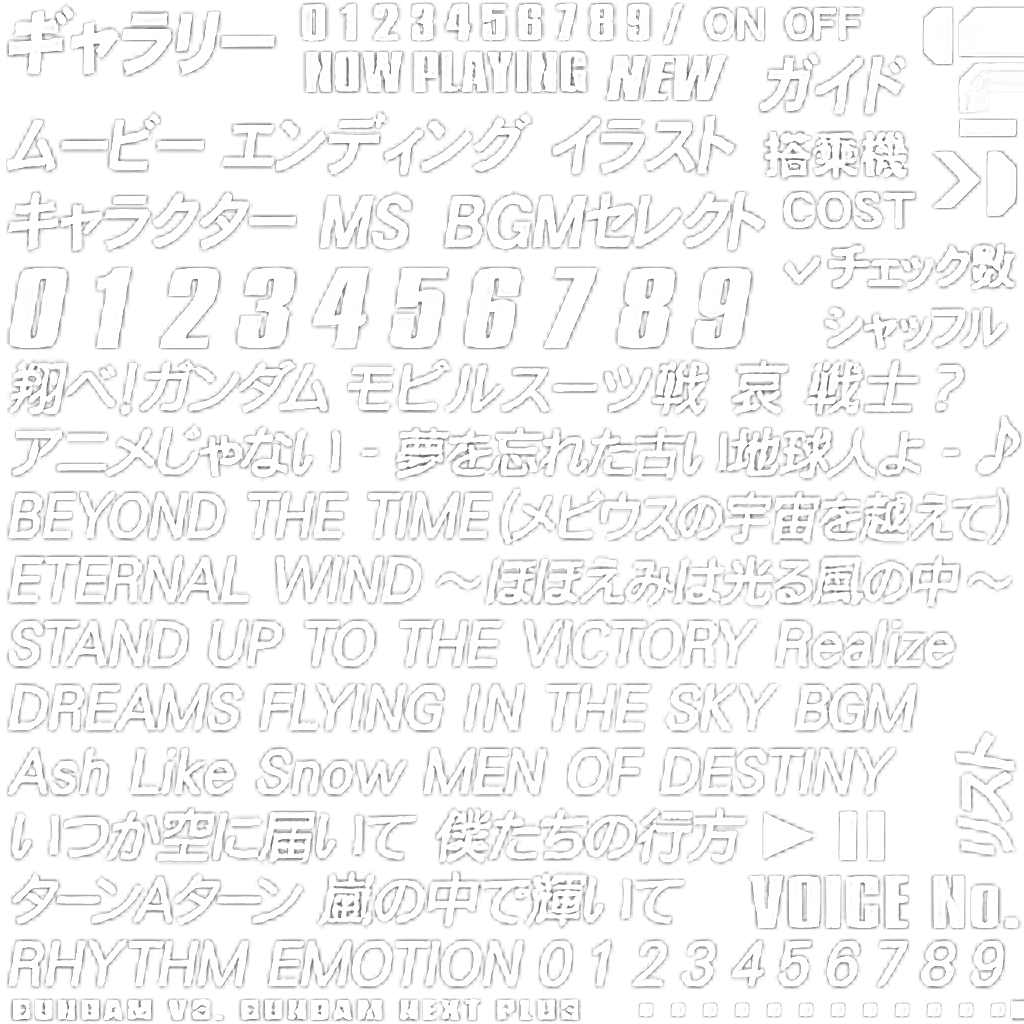 ギャラリー 0123456789/ ON OFF
NOW PLAYING NEW ガイド
ムービー エンディング イラスト 搭乗機
キャラクター MS BGMセレクト COST
✓チェック数
0123456789 シャッフル
翔べ!ガンダム モビルスーツ戦 哀 戦士?
アニメじゃない - 夢を忘れた古い地球人よ - ♪
BEYOND THE TIME(メビウスの宇宙を越えて)
ETERNAL WIND ～ほほえみは光る風の中～
STAND UP TO THE VICTORY Realize
DREAMS FLYING IN THE SKY BGM
Ash Like Snow MEN OF DESTINY
リスト
いつか空に届いて 僕たちの行方
ターンAターン 嵐の中で輝いて VOICE No.
RHYTHM EMOTION 0123456789
GUNDAM VS. GUNDAM NEXT PLUS